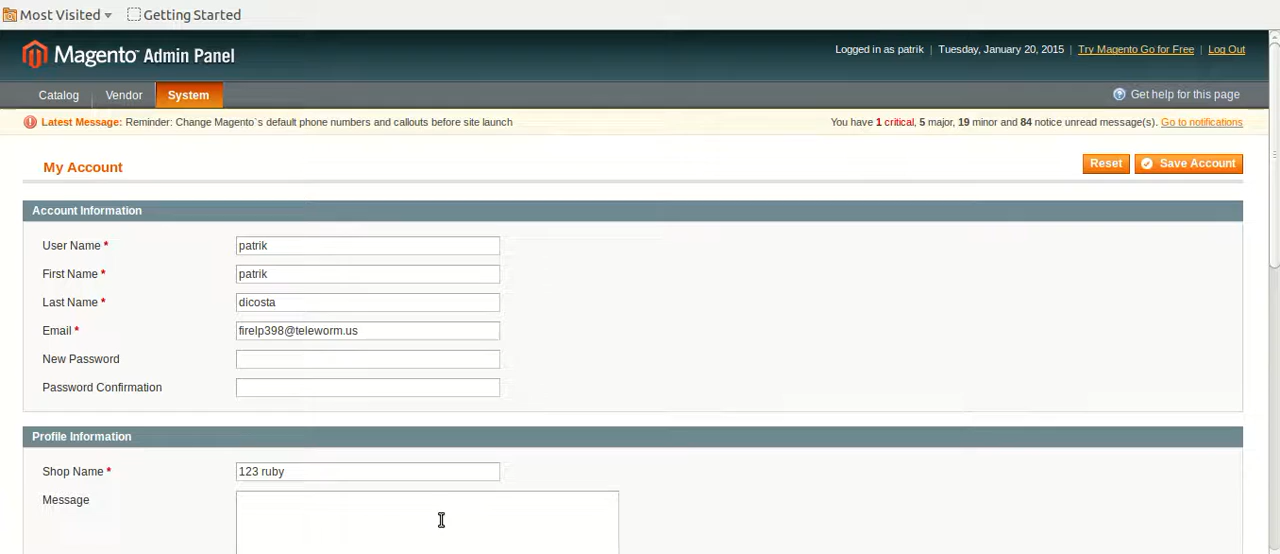 Most Visited Getting Started
Magento Admin Panel Logged in as patrik | Tuesday, January 20, 2015 | Try Magento Go for Free | Log Out
Catalog Vendor System Get help for this page
Latest Message: Reminder: Change Magento`s default phone numbers and callouts before site launch You have 1 critical, 5 major, 19 minor and 84 notice unread message(s). Go to notifications
My Account Reset Save Account
Account Information
User Name * patrik
First Name * patrik
Last Name * dicosta
Email * firelp398@teleworm.us
New Password
Password Confirmation
Profile Information
Shop Name * 123 ruby
Message